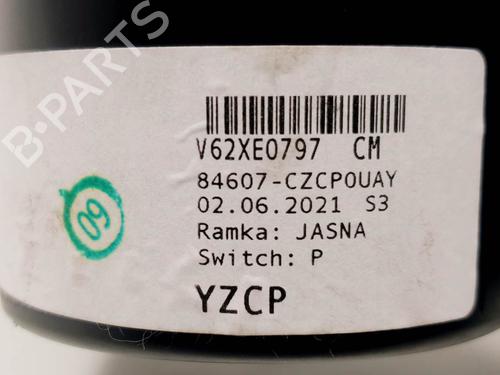 B-PARTS
V62XE0797 CM
84607-CZCP0UAY
02.06.2021 S3
Ramka: JASNA
Switch: P
YZCP
60